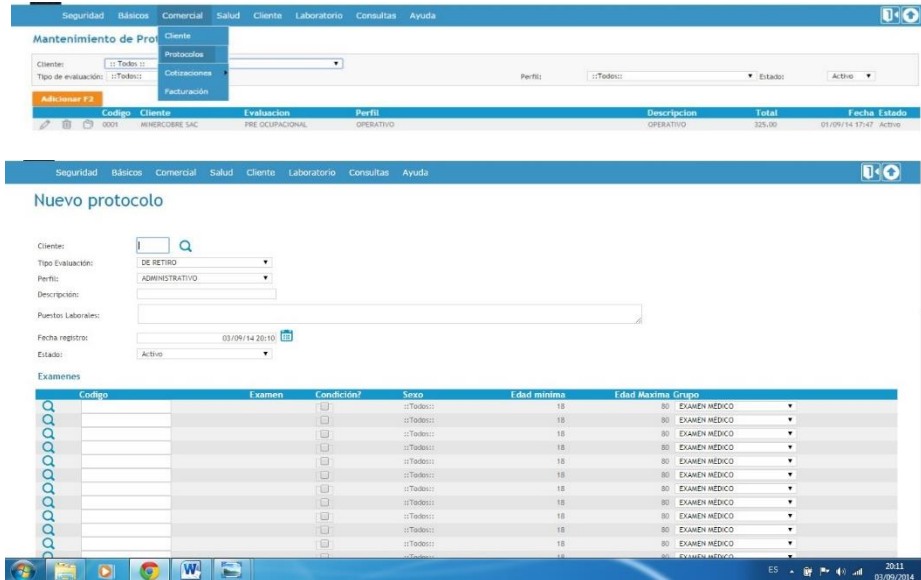 Seguridad Básicos Comercial Salud Cliente Laboratorio Consultas Ayuda
Mantenimiento de Pro
Cliente
Protocolos
Cotizaciones
Facturación
Cliente: :: Todos ::
Tipo de evaluación: ::Todos:: Perfil: ::Todos:: Estado: Activo
Adicionar F2
Codigo Cliente Evaluacion Perfil Descripcion Total Fecha Estado
0001 MINERCOBRE SAC PRE OCUPACIONAL OPERATIVO OPERATIVO 325.00 01/09/14 17:47 Activo
Seguridad Básicos Comercial Salud Cliente Laboratorio Consultas Ayuda
Nuevo protocolo
Cliente:
Tipo Evaluación: DE RETIRO
Perfil: ADMINISTRATIVO
Descripción:
Puestos Laborales:
Fecha registro: 03/09/14 20:10
Estado: Activo
Examenes
Codigo Examen Condición? Sexo Edad minima Edad Maxima Grupo
::Todos:: 18 80 EXAMEN MÉDICO
::Todos:: 18 80 EXAMEN MÉDICO
::Todos:: 18 80 EXAMEN MÉDICO
::Todos:: 18 80 EXAMEN MÉDICO
::Todos:: 18 80 EXAMEN MÉDICO
::Todos:: 18 80 EXAMEN MÉDICO
::Todos:: 18 80 EXAMEN MÉDICO
::Todos:: 18 80 EXAMEN MÉDICO
::Todos:: 18 80 EXAMEN MÉDICO
::Todos:: 18 80 EXAMEN MÉDICO
::Todos:: 18 80 EXAMEN MÉDICO
::Todos:: 18 80 EXAMEN MÉDICO
ES 20:11
03/09/2014